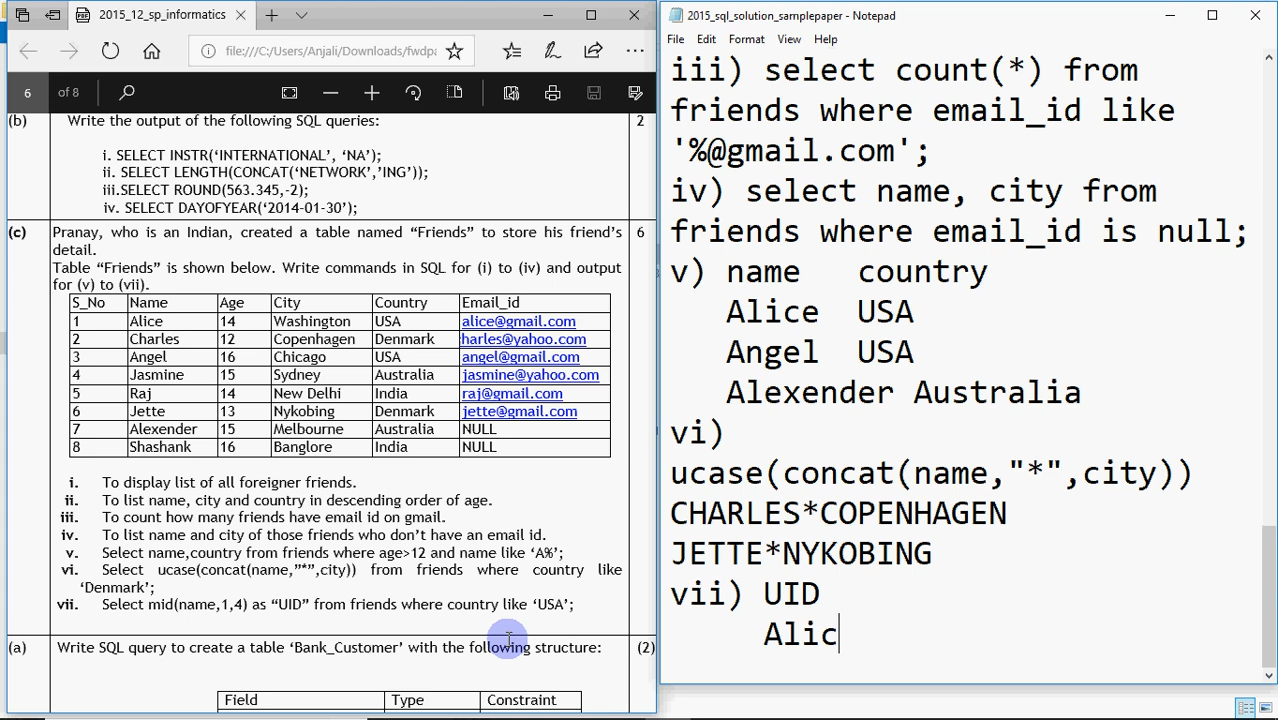 2015_12_sp_informatics
file:///C:/Users/Anjali/Downloads/fwdpa
6 of 8
(b) Write the output of the following SQL queries: 2
i. SELECT INSTR(‘INTERNATIONAL’, ‘NA’);
ii. SELECT LENGTH(CONCAT(‘NETWORK’,’ING’));
iii.SELECT ROUND(563.345,-2);
iv. SELECT DAYOFYEAR(‘2014-01-30’);
(c) Pranay, who is an Indian, created a table named “Friends” to store his friend’s 6
detail.
Table “Friends” is shown below. Write commands in SQL for (i) to (iv) and output
for (v) to (vii).
S_No Name Age City Country Email_id
1 Alice 14 Washington USA alice@gmail.com
2 Charles 12 Copenhagen Denmark harles@yahoo.com
3 Angel 16 Chicago USA angel@gmail.com
4 Jasmine 15 Sydney Australia jasmine@yahoo.com
5 Raj 14 New Delhi India raj@gmail.com
6 Jette 13 Nykobing Denmark jette@gmail.com
7 Alexender 15 Melbourne Australia NULL
8 Shashank 16 Banglore India NULL
i. To display list of all foreigner friends.
ii. To list name, city and country in descending order of age.
iii. To count how many friends have email id on gmail.
iv. To list name and city of those friends who don’t have an email id.
v. Select name,country from friends where age>12 and name like ‘A%’;
vi. Select ucase(concat(name,”*”,city)) from friends where country like
‘Denmark’;
vii. Select mid(name,1,4) as “UID” from friends where country like ‘USA’;
(a) Write SQL query to create a table ‘Bank_Customer’ with the following structure: (2)
Field Type Constraint
2015_sql_solution_samplepaper - Notepad
File Edit Format View Help
iii) select count(*) from
friends where email_id like
'%@gmail.com';
iv) select name, city from
friends where email_id is null;
v) name country
Alice USA
Angel USA
Alexender Australia
vi)
ucase(concat(name,"*",city))
CHARLES*COPENHAGEN
JETTE*NYKOBING
vii) UID
Alic